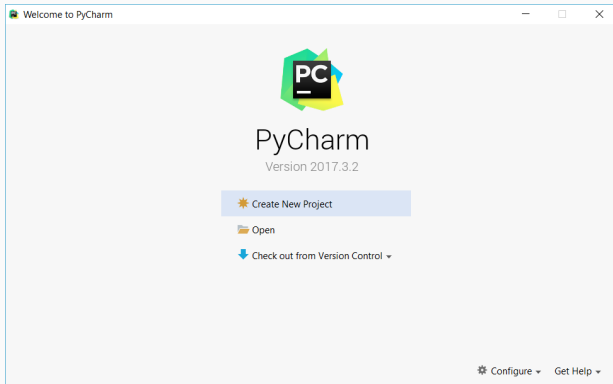 Welcome to PyCharm
PC
PyCharm
Version 2017.3.2
Create New Project
Open
Check out from Version Control
Configure Get Help